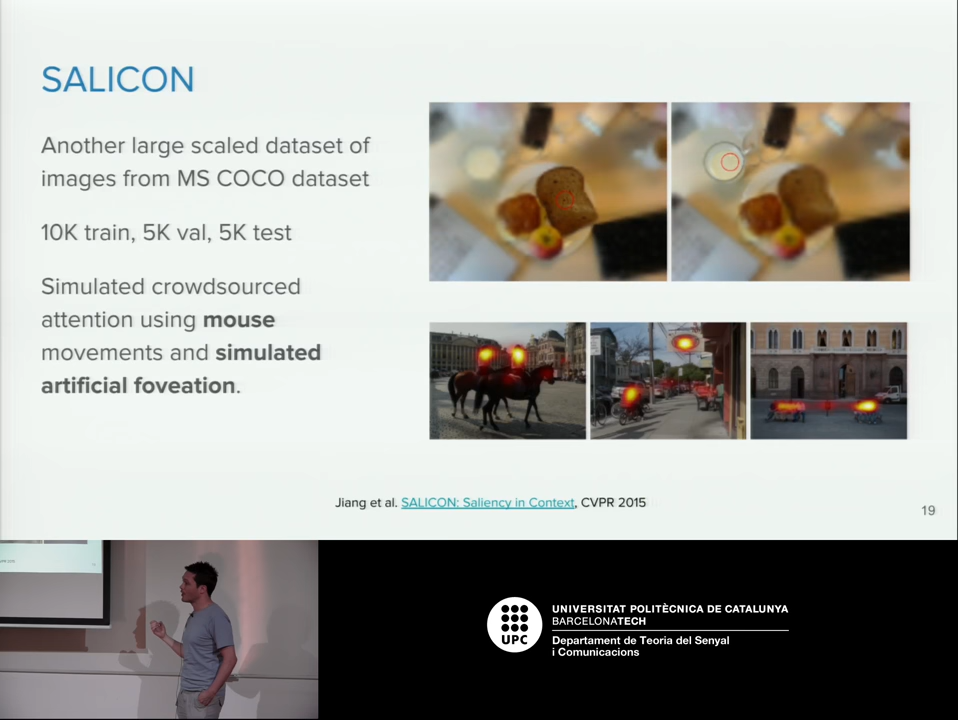 SALICON
Another large scaled dataset of
images from MS COCO dataset
10K train, 5K val, 5K test
Simulated crowdsourced
attention using mouse
movements and simulated
artificial foveation.
Jiang et al. SALICON: Saliency in Context, CVPR 2015
19
UPC
UNIVERSITAT POLITÈCNICA DE CATALUNYA
BARCELONATECH
Departament de Teoria del Senyal
i Comunicacions